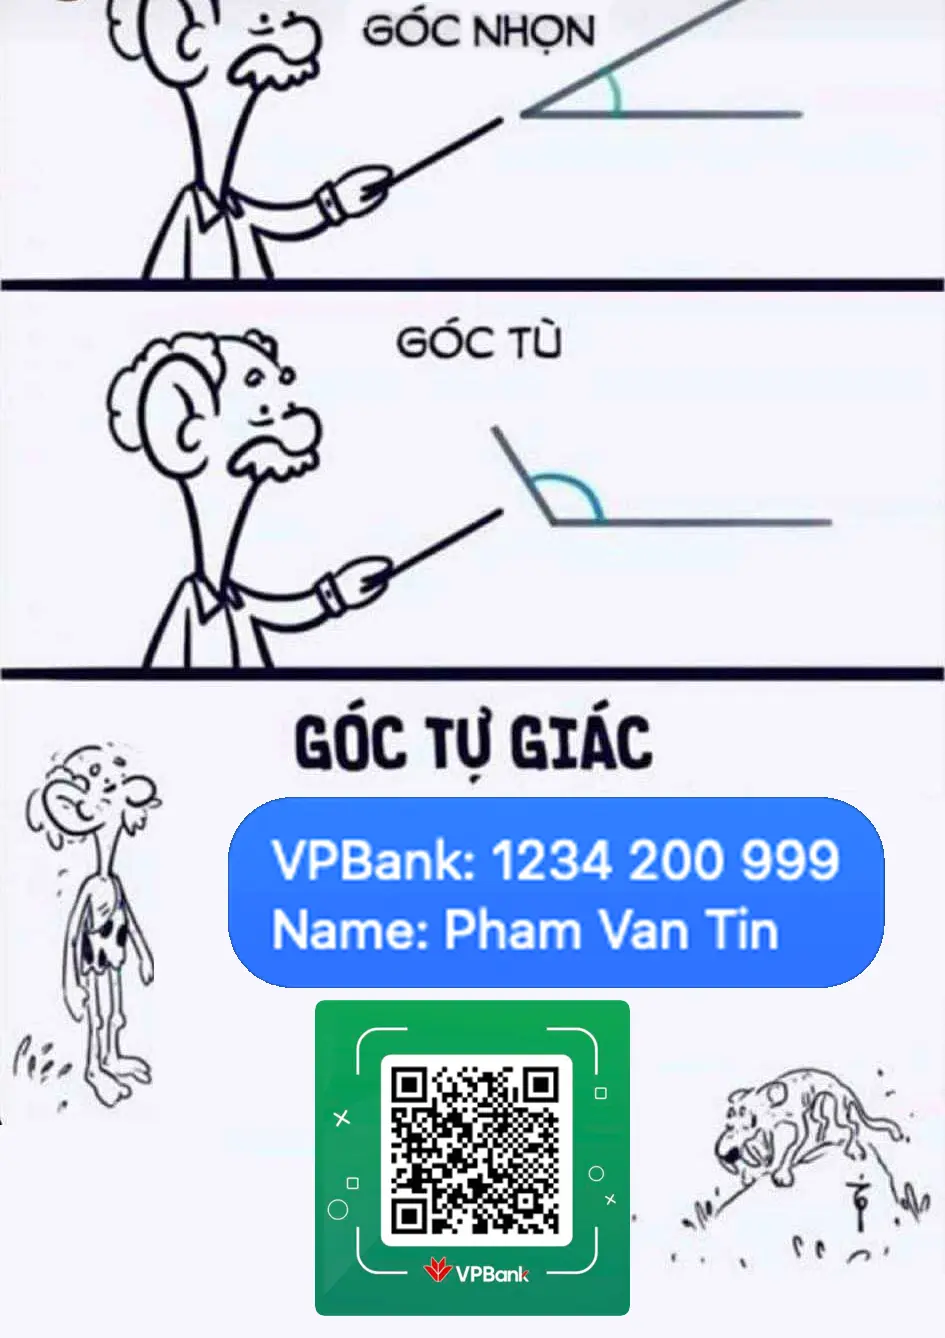 GÓC NHỌN
GÓC TÙ
GÓC TỰ GIÁC
VPBank: 1234 200 999
Name: Pham Van Tin
VPBank